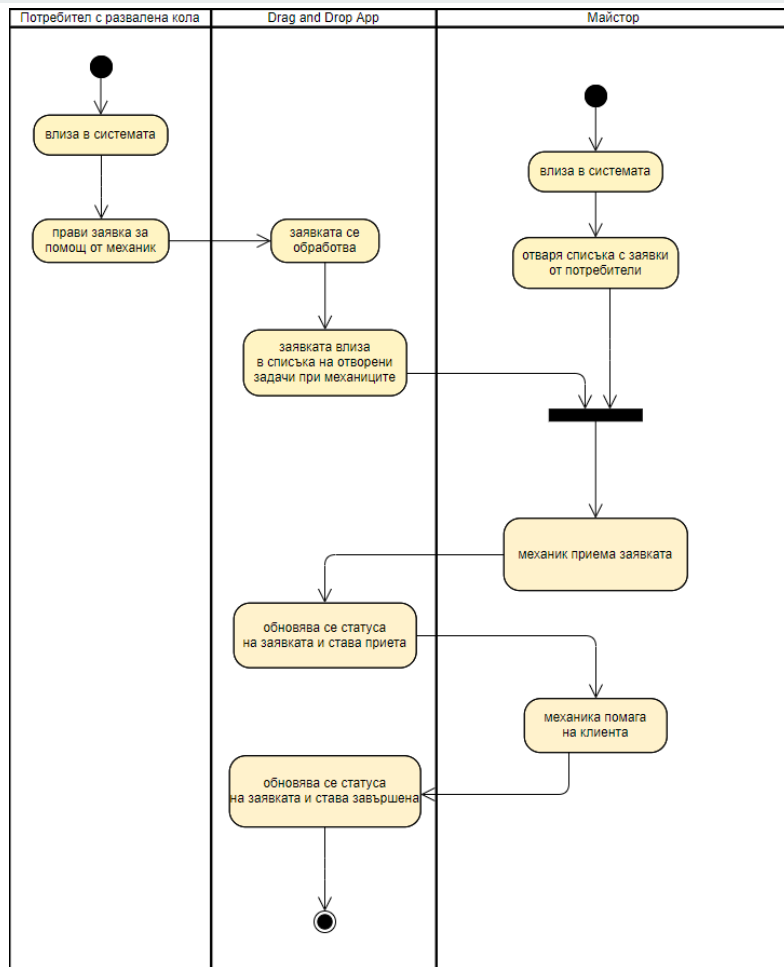 Потребител с развалена кола
Drag and Drop App
Майстор
влиза в системата
прави заявка за
помощ от механик
заявката се
обработва
заявката влиза
в списъка на отворени
задачи при механиците
влиза в системата
отваря списъка с заявки
от потребители
механик приема заявката
обновява се статуса
на заявката и става приета
механика помага
на клиента
обновява се статуса
на заявката и става завършена